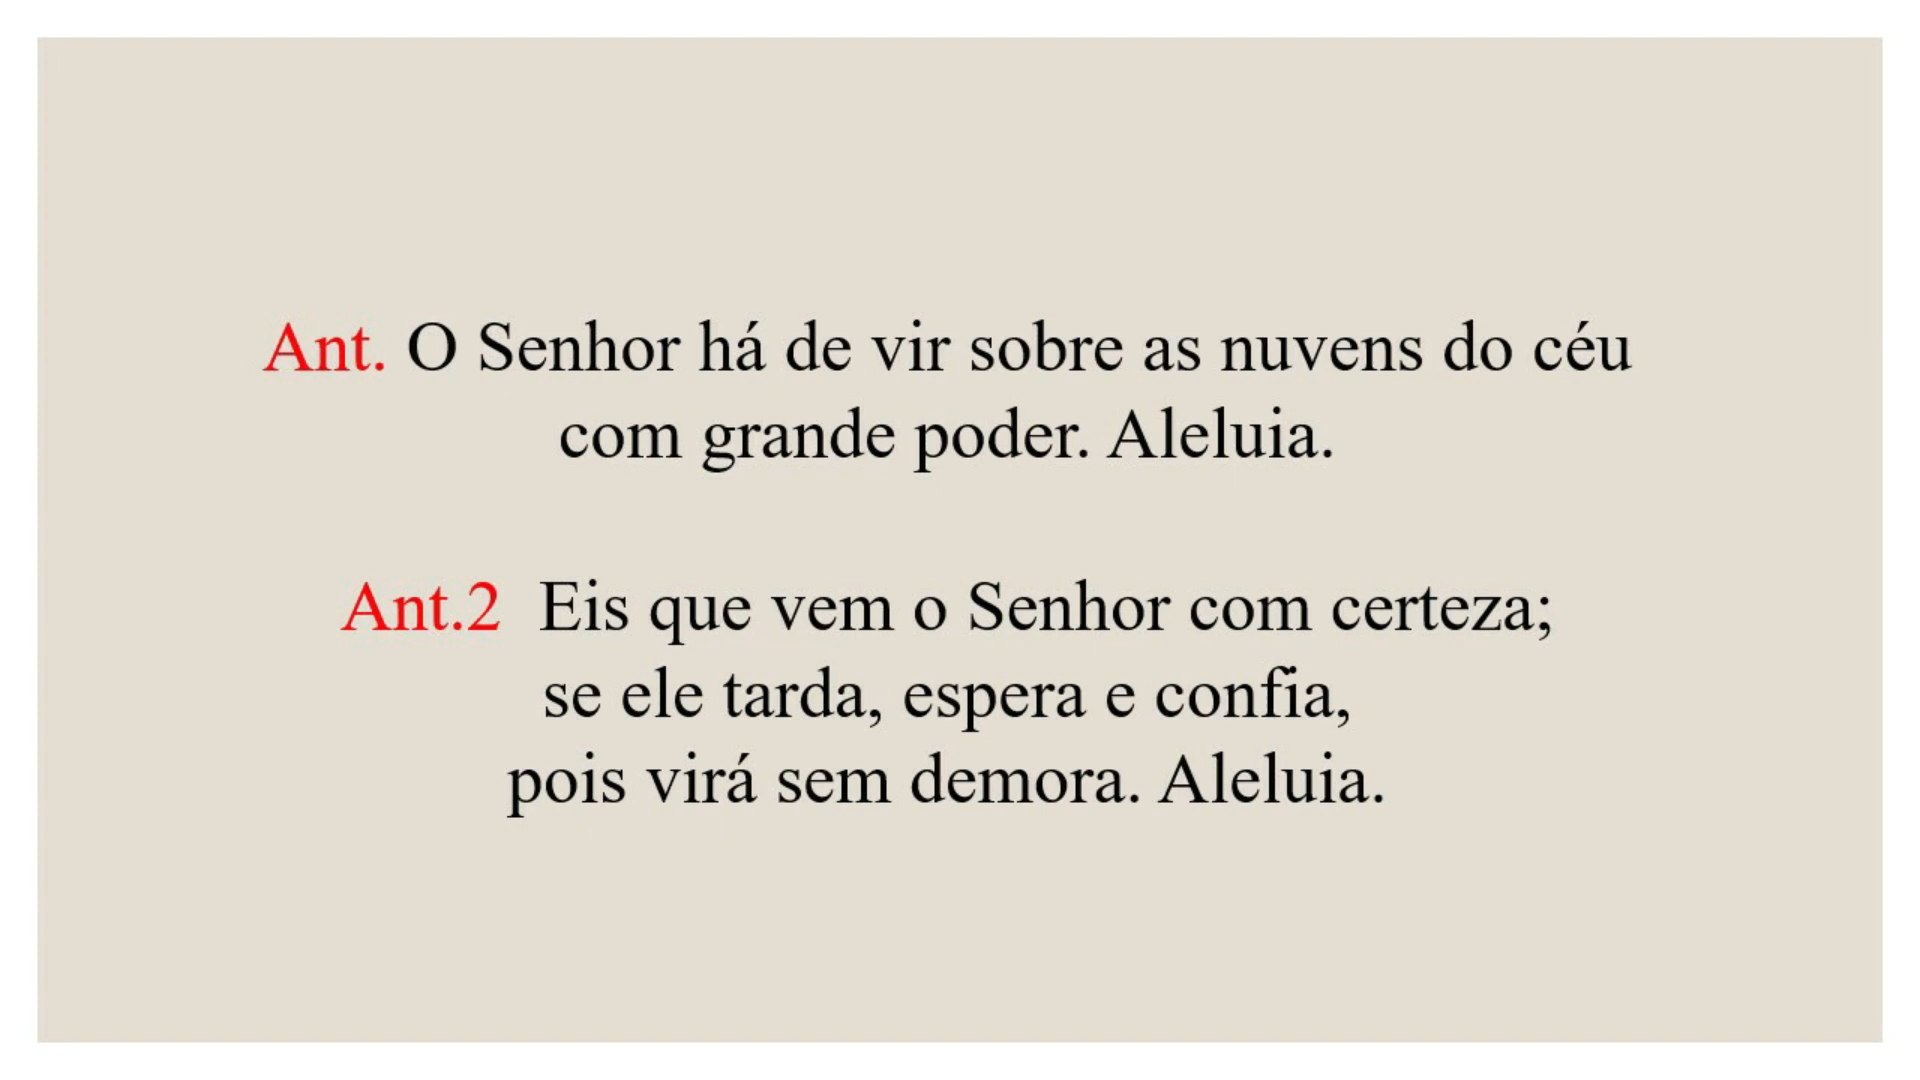 Ant. O Senhor há de vir sobre as nuvens do céu
com grande poder. Aleluia.
Ant.2 Eis que vem o Senhor com certeza;
se ele tarda, espera e confia,
pois virá sem demora. Aleluia.